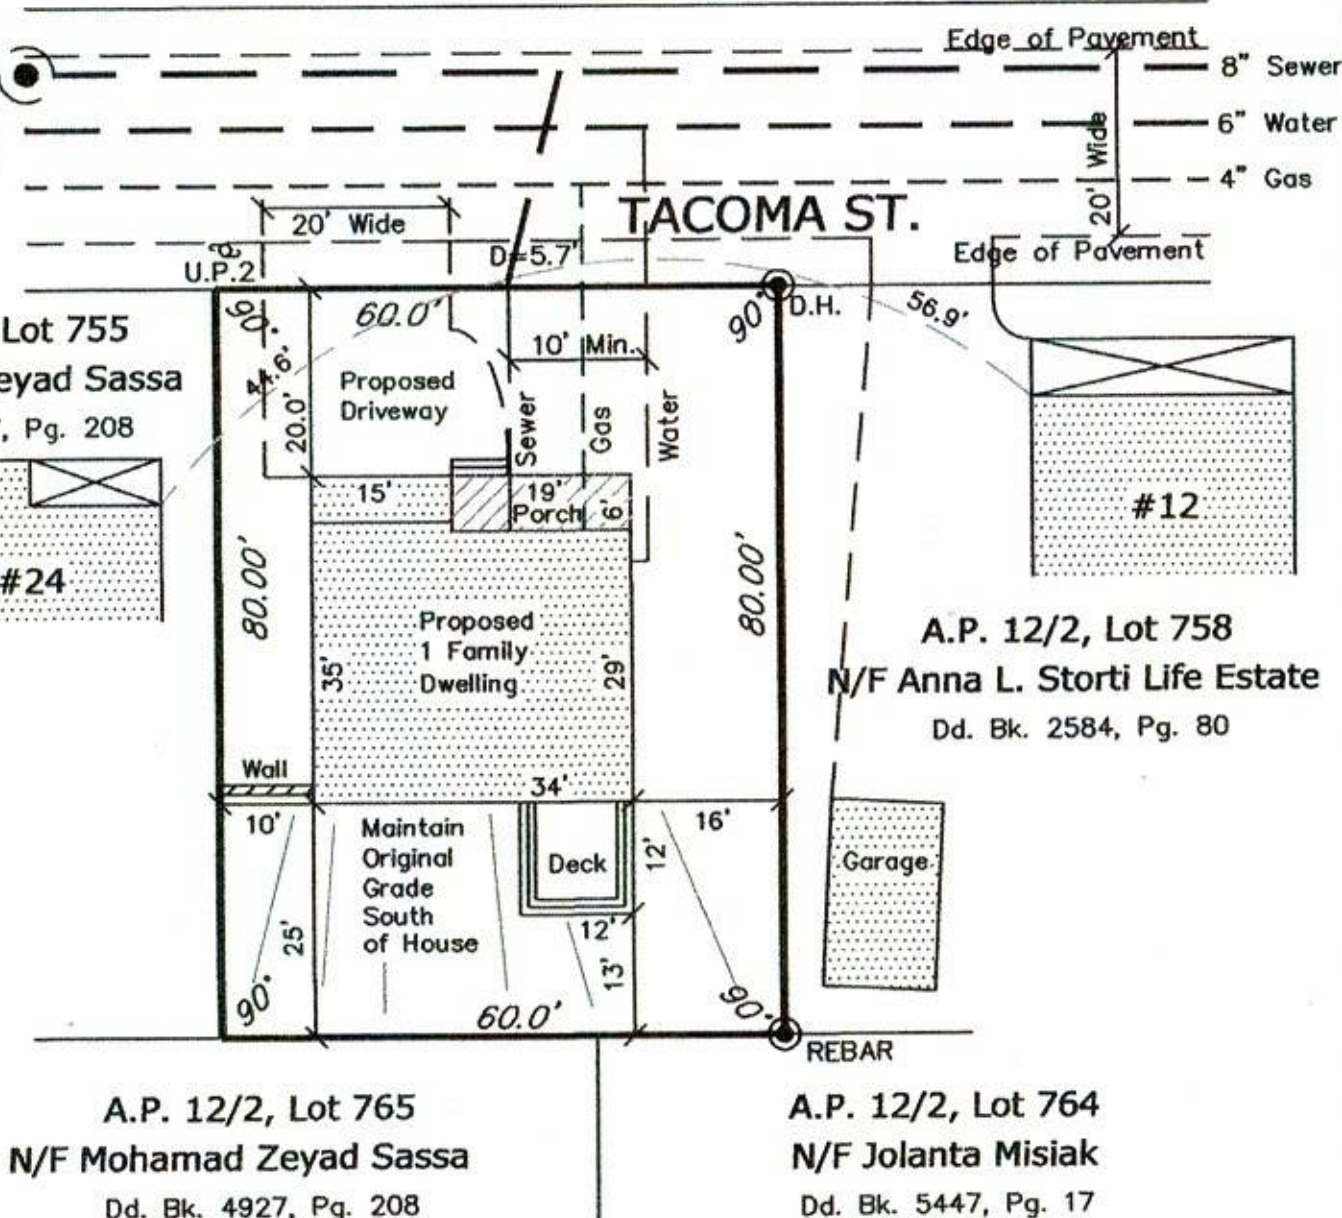 Edge of Pavement
8" Sewer
6" Water
20' Wide
4" Gas
TACOMA ST.
20' Wide
Edge of Pavement
D=5.7'
U.P.2
60.0'
90°
90°
D.H.
56.9'
Lot 755
eyad Sassa
, Pg. 208
44.6'
20.0'
10' Min.
Proposed
Driveway
Sewer
Gas
Water
15'
19'
Porch
6'
#12
#24
80.00'
80.00'
Proposed
1 Family
Dwelling
35'
29'
A.P. 12/2, Lot 758
N/F Anna L. Storti Life Estate
Dd. Bk. 2584, Pg. 80
Wall
34'
10'
16'
Maintain
Original
Grade
South
of House
Deck
12'
12'
13'
25'
Garage
90°
60.0'
90°
REBAR
A.P. 12/2, Lot 765
N/F Mohamad Zeyad Sassa
Dd. Bk. 4927, Pg. 208
A.P. 12/2, Lot 764
N/F Jolanta Misiak
Dd. Bk. 5447, Pg. 17